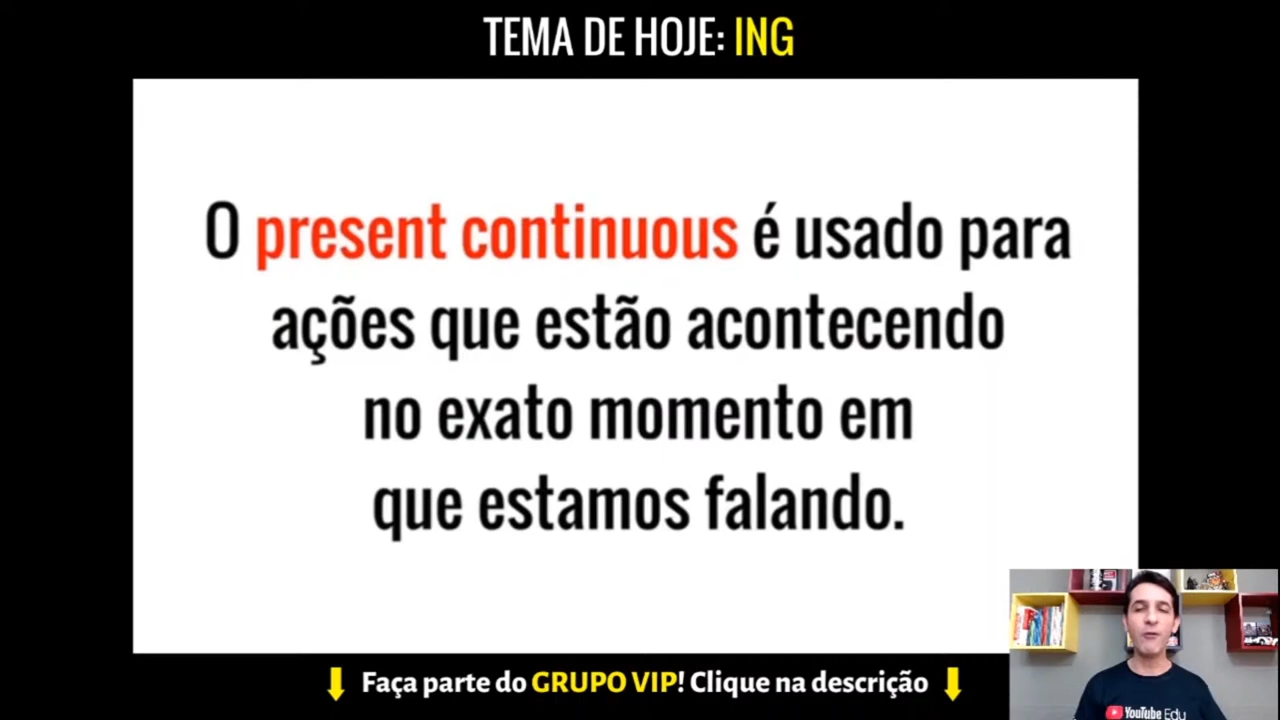 TEMA DE HOJE: ING
O present continuous é usado para
ações que estão acontecendo
no exato momento em
que estamos falando.
Faça parte do GRUPO VIP! Clique na descrição
YouTube Edu